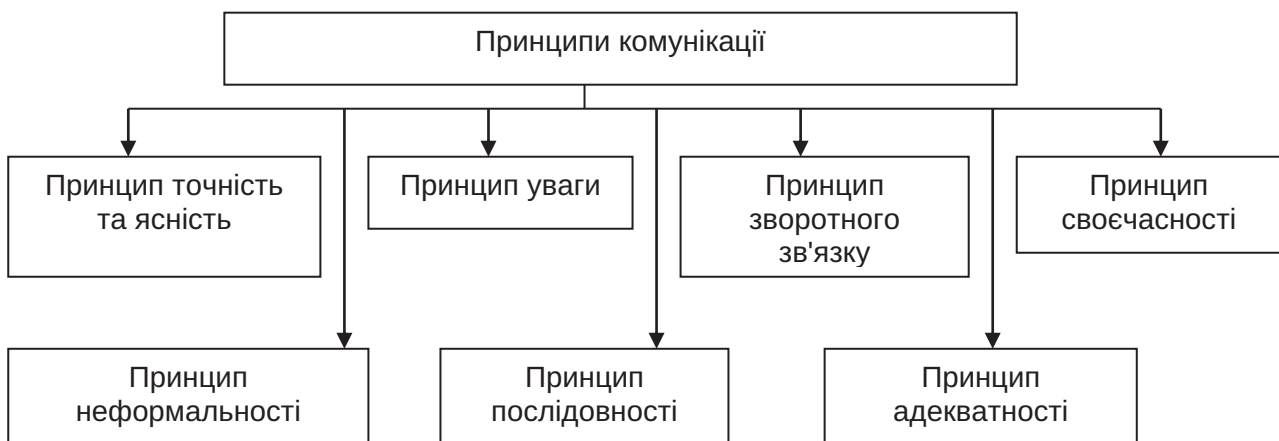 Принципи комунікації
Принцип точність
та ясність
Принцип уваги
Принцип
зворотного
зв'язку
Принцип
своєчасності
Принцип
неформальності
Принцип
послідовності
Принцип
адекватності